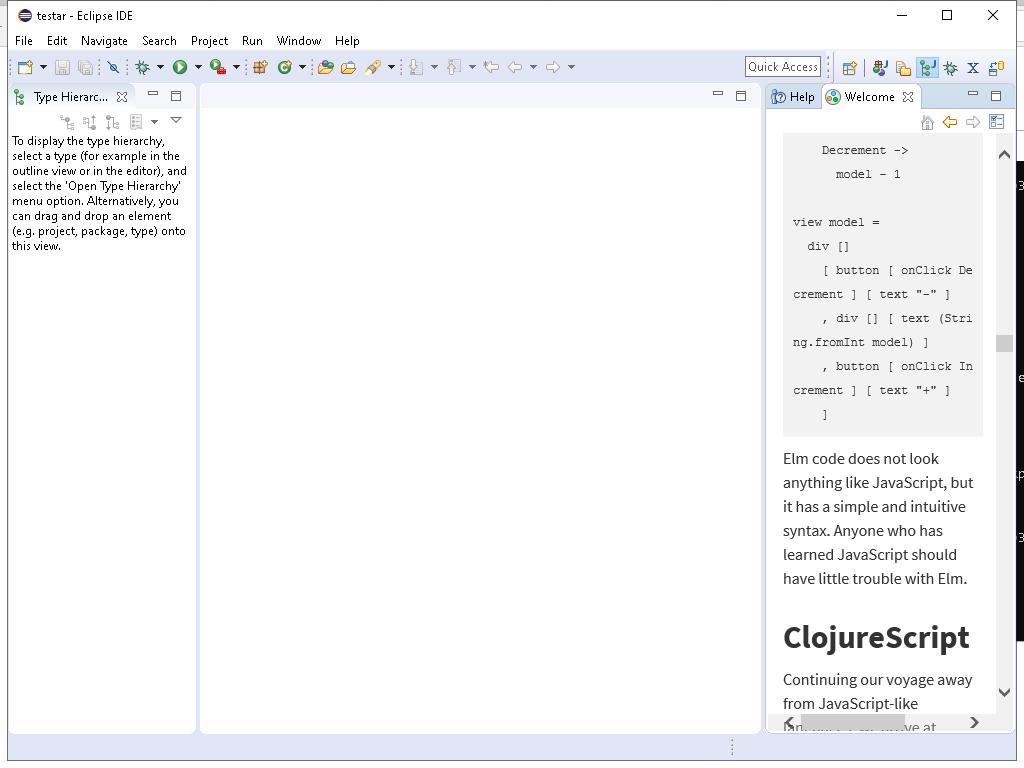 testar - Eclipse IDE
File Edit Navigate Search Project Run Window Help
Quick Access
Type Hierarc...
Help
Welcome
To display the type hierarchy,
select a type (for example in the
outline view or in the editor), and
select the 'Open Type Hierarchy'
menu option. Alternatively, you
can drag and drop an element
(e.g. project, package, type) onto
this view.
Decrement ->
model - 1
view model =
div []
[ button [ onClick De
crement ] [ text "-" ]
, div [] [ text (Stri
ng.fromInt model) ]
, button [ onClick In
crement ] [ text "+" ]
]
Elm code does not look
anything like JavaScript, but
it has a simple and intuitive
syntax. Anyone who has
learned JavaScript should
have little trouble with Elm.
ClojureScript
Continuing our voyage away
from JavaScript-like